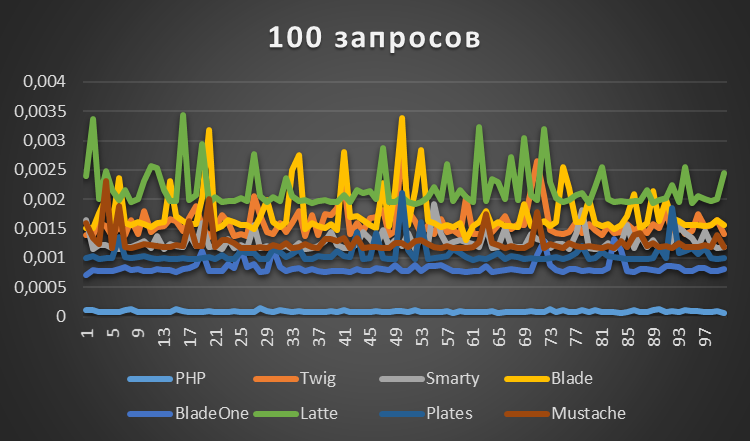 100 запросов
0,004
0,0035
0,003
0,0025
0,002
0,0015
0,001
0,0005
0
1 5 9 13 17 21 25 29 33 37 41 45 49 53 57 61 65 69 73 77 81 85 89 93 97
PHP Twig Smarty Blade
BladeOne Latte Plates Mustache